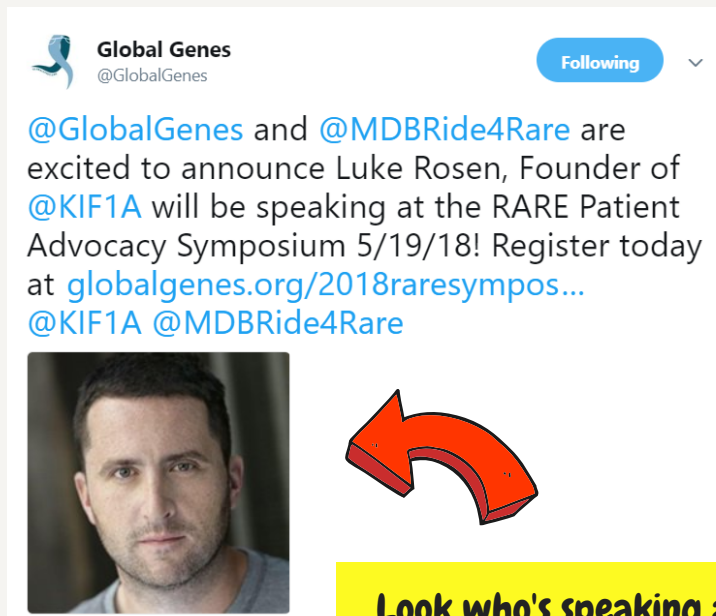 Global Genes
@GlobalGenes
Following
@GlobalGenes and @MDBRide4Rare are
excited to announce Luke Rosen, Founder of
@KIF1A will be speaking at the RARE Patient
Advocacy Symposium 5/19/18! Register today
at globalgenes.org/2018raresympos...
@KIF1A @MDBRide4Rare
Look who's speaking a